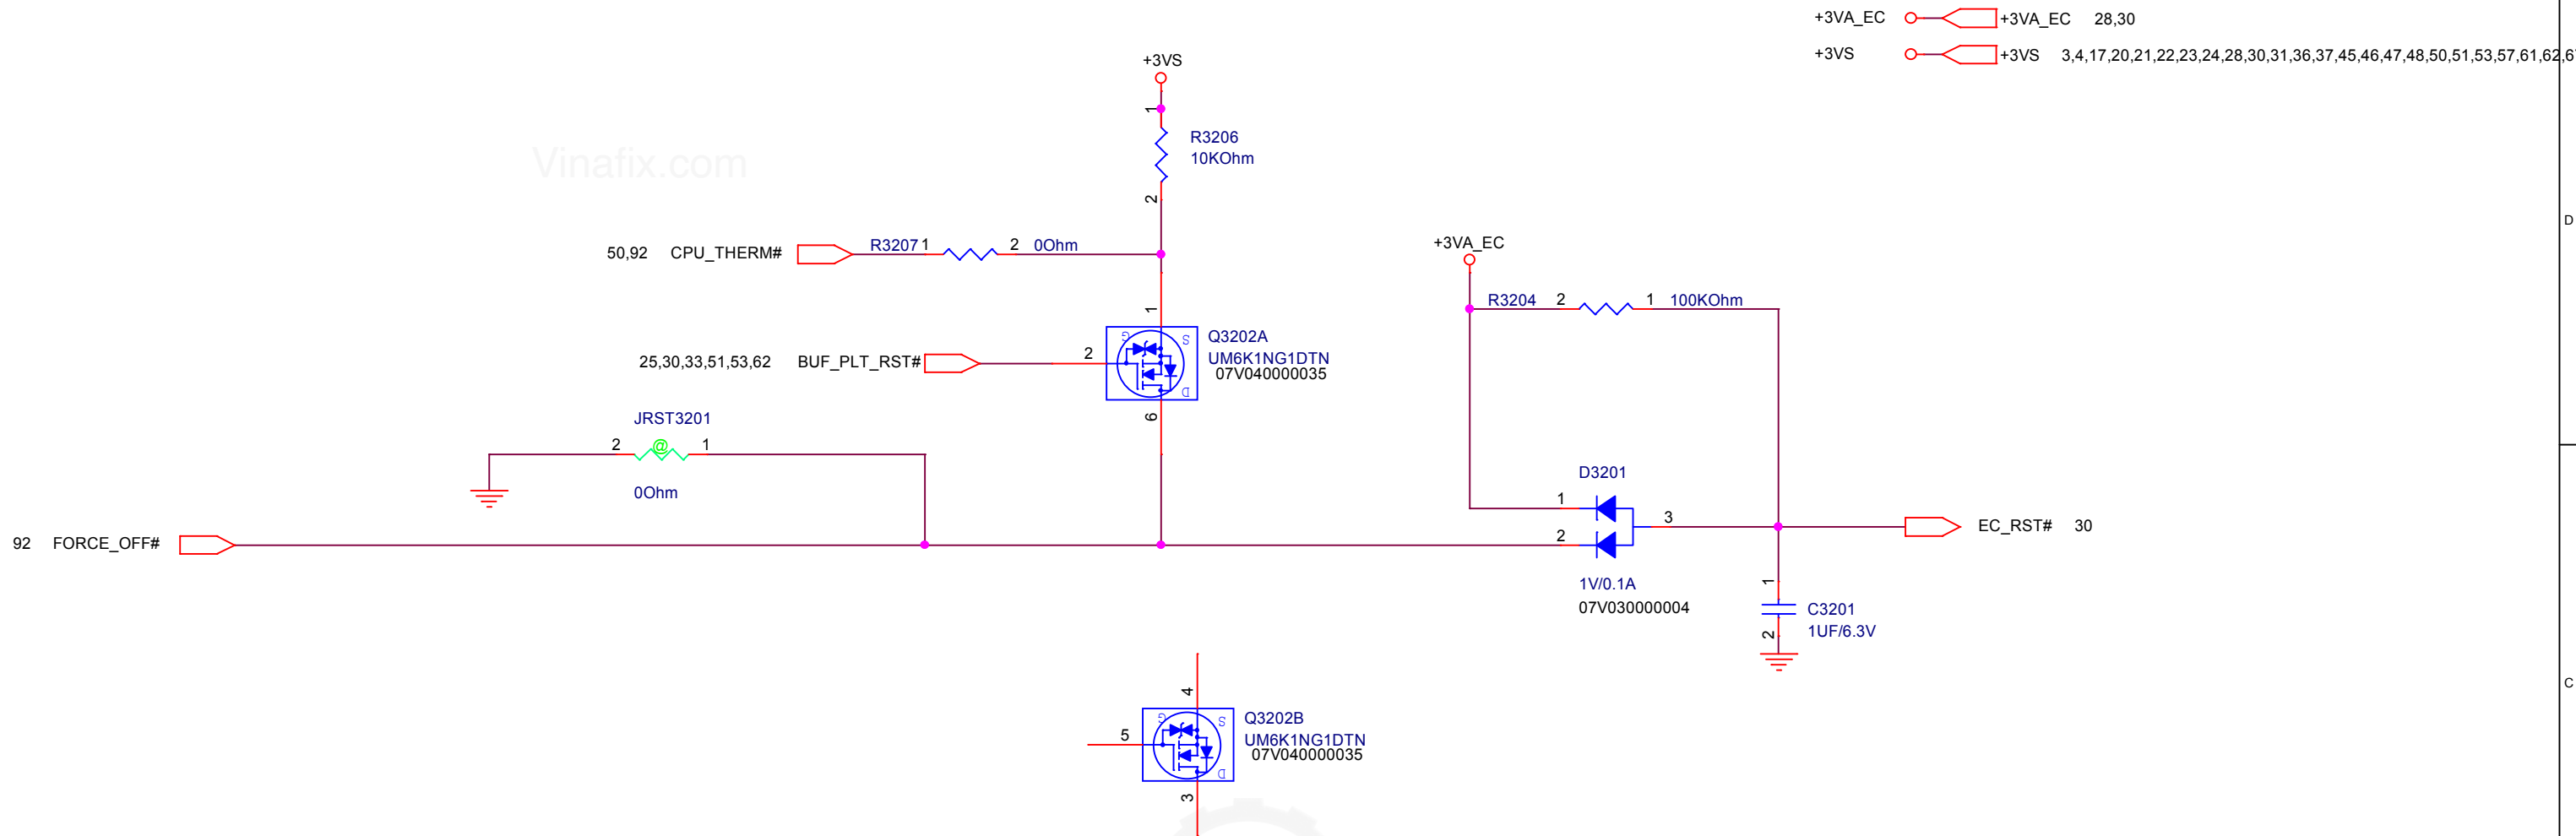 +3VA_EC +3VA_EC 28,30
+3VS +3VS 3,4,17,20,21,22,23,24,28,30,31,36,37,45,46,47,48,50,51,53,57,61,62,6
+3VS
1
R3206
10KOhm
Vinafix.com
2
D
50,92 CPU_THERM# R3207 1 2 0Ohm
+3VA_EC
R3204 2 1 100KOhm
1
G S
Q3202A
UM6K1NG1DTN
07V040000035
25,30,33,51,53,62 BUF_PLT_RST# 2
D
6
JRST3201
2 @ 1
0Ohm
D3201
1
3
EC_RST# 30
92 FORCE_OFF# 2
1V/0.1A
07V030000004
1
C3201
1UF/6.3V
2
C
4
G S
Q3202B
UM6K1NG1DTN
07V040000035
5
D
3